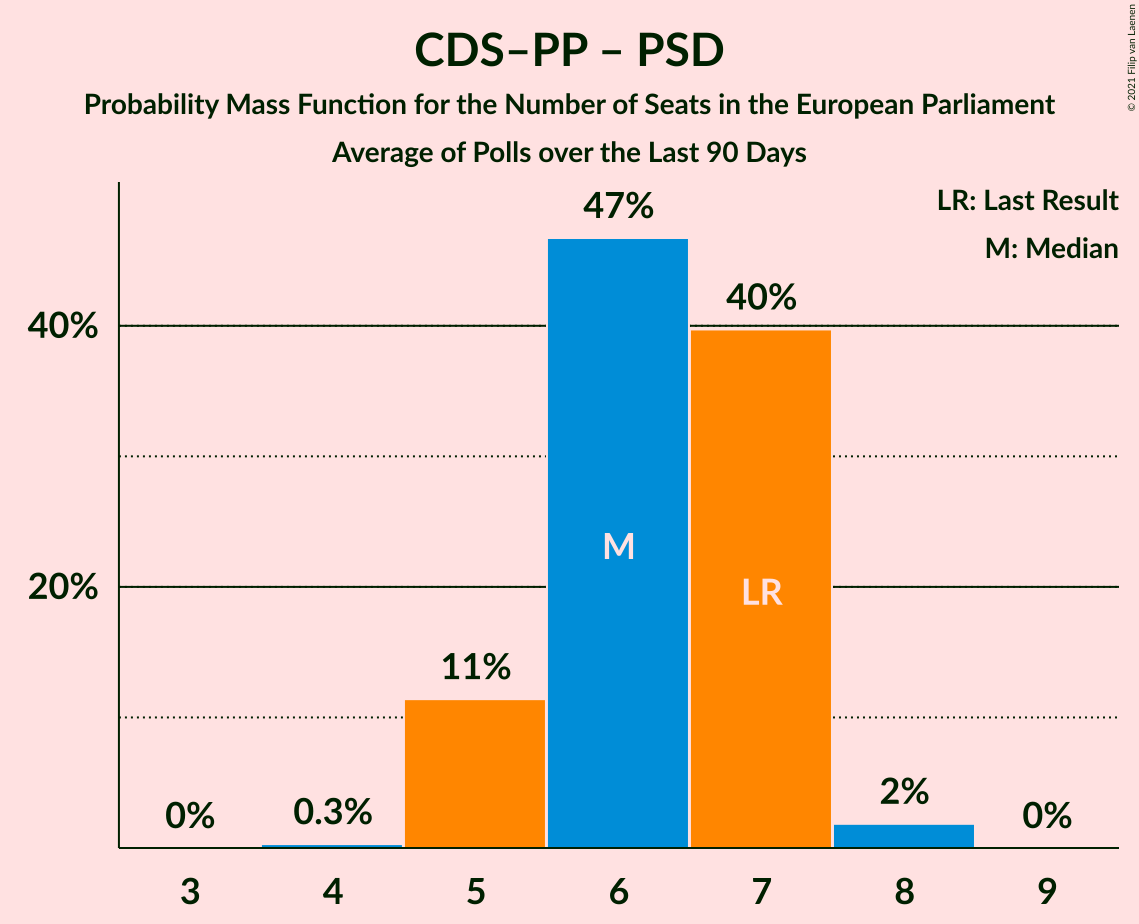 CDS–PP – PSD
Probability Mass Function for the Number of Seats in the European Parliament
Average of Polls over the Last 90 Days
© 2021 Filip van Laenen
LR: Last Result
M: Median
47%
40%
40%
M
20%
LR
11%
2%
0%
0.3%
0%
3 4 5 6 7 8 9